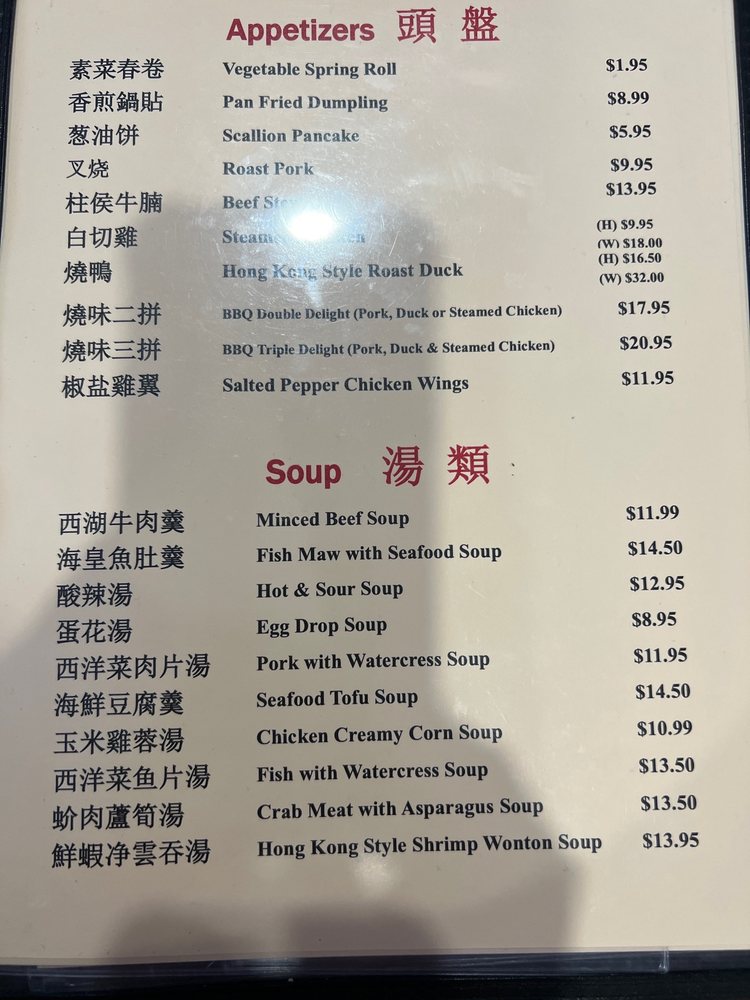 Appetizers 頭盤
素菜春卷 Vegetable Spring Roll $1.95
香煎鍋貼 Pan Fried Dumpling $8.99
葱油饼 Scallion Pancake $5.95
叉烧 Roast Pork $9.95
柱侯牛腩 Beef $13.95
白切雞 (H) $9.95
(W) $18.00
燒鴨 Hong Kong Style Roast Duck (H) $16.50
(W) $32.00
燒味二拼 BBQ Double Delight (Pork, Duck or Steamed Chicken) $17.95
燒味三拼 BBQ Triple Delight (Pork, Duck & Steamed Chicken) $20.95
椒盐雞翼 Salted Pepper Chicken Wings $11.95
Soup 湯類
西湖牛肉羹 Minced Beef Soup $11.99
海皇魚肚羹 Fish Maw with Seafood Soup $14.50
酸辣湯 Hot & Sour Soup $12.95
蛋花湯 Egg Drop Soup $8.95
西洋菜肉片湯 Pork with Watercress Soup $11.95
海鮮豆腐羹 Seafood Tofu Soup $14.50
玉米雞蓉湯 Chicken Creamy Corn Soup $10.99
西洋菜鱼片湯 Fish with Watercress Soup $13.50
蚧肉蘆筍湯 Crab Meat with Asparagus Soup $13.50
鮮蝦净雲吞湯 Hong Kong Style Shrimp Wonton Soup $13.95